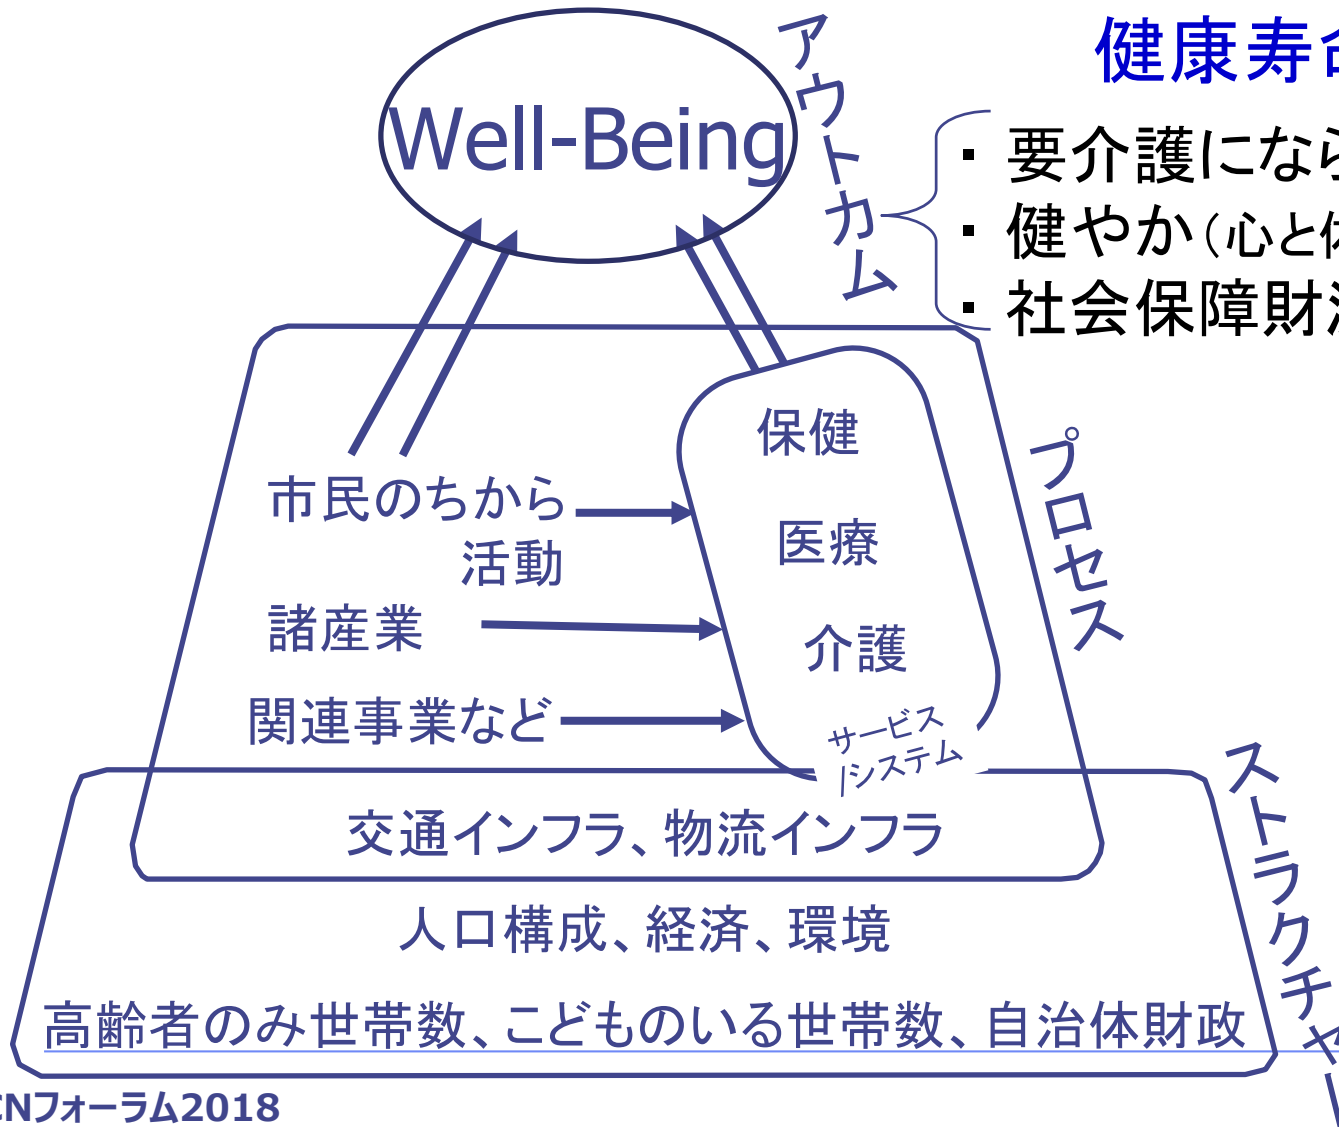 Well-Being
アウトカム
健康寿
・要介護になら
・健やか（心と
・社会保障財
プロセス
保健
医療
介護
サービス
/システム
市民のちから
活動
諸産業
関連事業など
交通インフラ、物流インフラ
人口構成、経済、環境
高齢者のみ世帯数、こどものいる世帯数、自治体財政
ストラクチャー
Nフォーラム2018